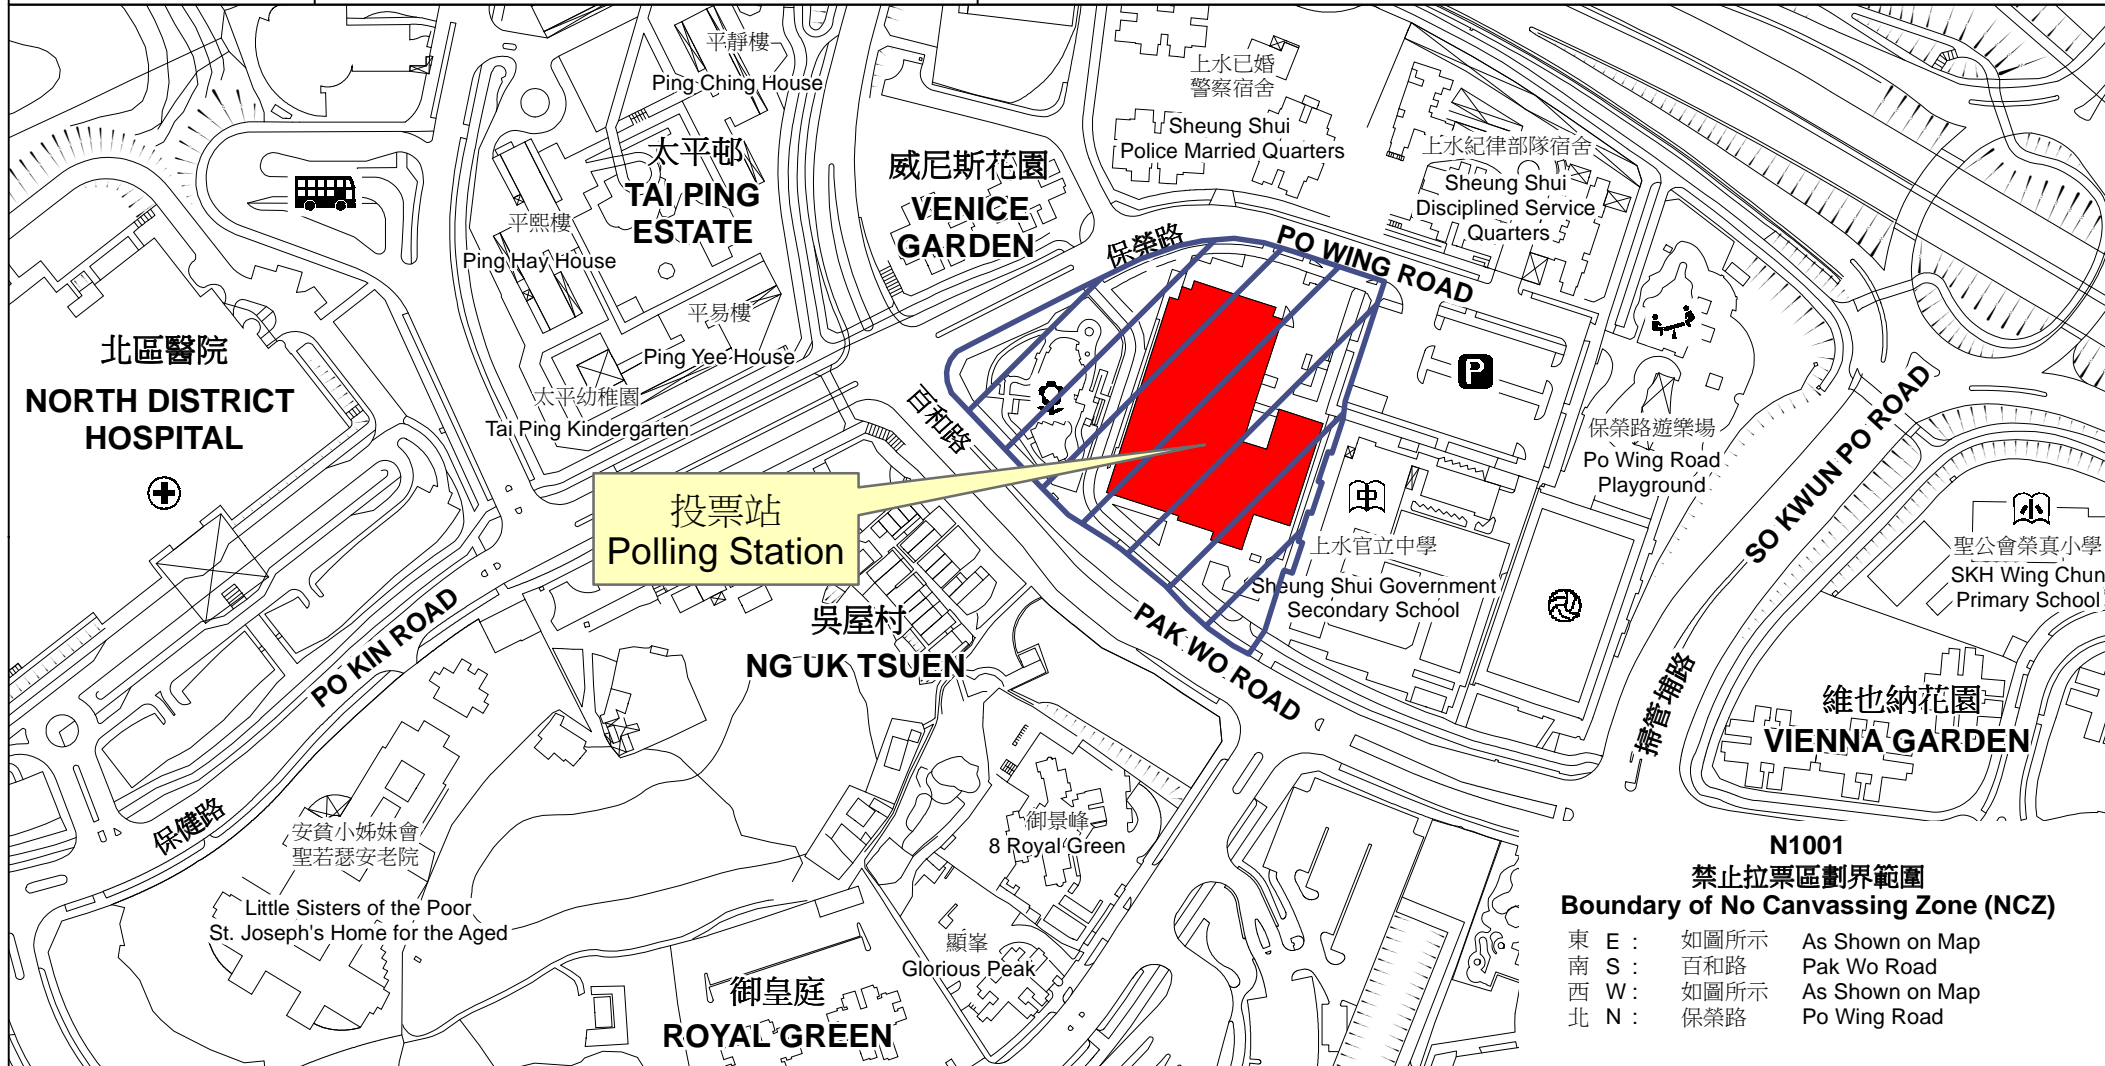 平靜樓
Ping Ching House
上水已婚
警察宿舍
Sheung Shui
Police Married Quarters
太平邨
TAI PING
ESTATE
威尼斯花園
VENICE
GARDEN
上水紀律部隊宿舍
Sheung Shui
Disciplined Service
Quarters
平熙樓
Ping Hay House
保榮路
PO WING ROAD
平易樓
Ping Yee House
北區醫院
NORTH DISTRICT
HOSPITAL
太平幼稚園
Tai Ping Kindergarten
百和路
P
保榮路遊樂場
Po Wing Road
Playground
SO KWUN PO ROAD
投票站
Polling Station
中
上水官立中學
Sheung Shui Government
Secondary School
小
聖公會榮真小學
SKH Wing Chun
Primary School
PO KIN ROAD
吳屋村
NG UK TSUEN
PAK WO ROAD
掃管埔路
維也納花園
VIENNA GARDEN
保健路
安貧小姊妹會
聖若瑟安老院
Little Sisters of the Poor
St. Joseph's Home for the Aged
御景峰
8 Royal Green
顯峯
Glorious Peak
御皇庭
ROYAL GREEN
N1001
禁止拉票區劃界範圍
Boundary of No Canvassing Zone (NCZ)
東 E : 如圖所示 As Shown on Map
南 S : 百和路 Pak Wo Road
西 W : 如圖所示 As Shown on Map
北 N : 保榮路 Po Wing Road